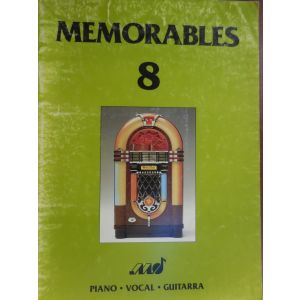 MEMORABLES
8
PIANO • VOCAL • GUITARRA